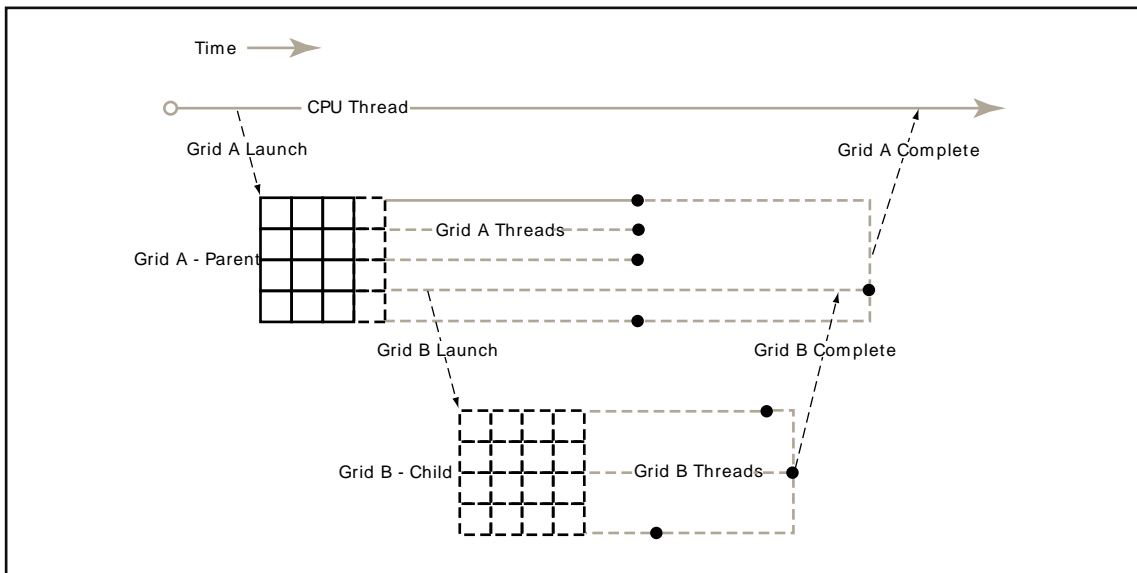 Time
CPU Thread
Grid A Launch
Grid A Complete
Grid A Threads
Grid A - Parent
Grid B Launch
Grid B Complete
Grid B - Child
Grid B Threads